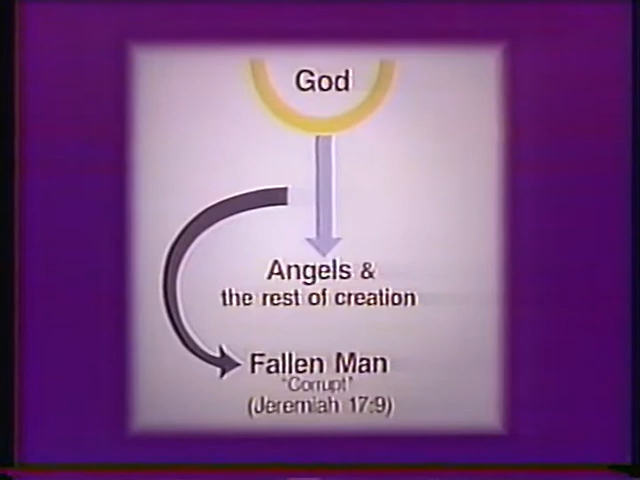 God
Angels &
the rest of creation
Fallen Man
"Corrupt"
(Jeremiah 17:9)